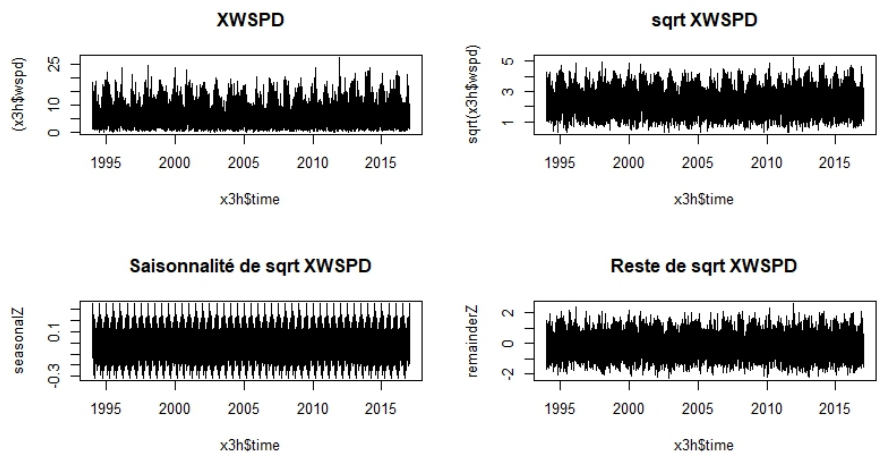 XWSPD
(x3h$wspd)
0 10 25
1995 2000 2005 2010 2015
x3h$time
sqrt XWSPD
sqrt(x3h$wspd)
1 3 5
1995 2000 2005 2010 2015
x3h$time
Saisonnalité de sqrt XWSPD
seasonalZ
-0.3 0.1
1995 2000 2005 2010 2015
x3h$time
Reste de sqrt XWSPD
remainderZ
-2 0 2
1995 2000 2005 2010 2015
x3h$time